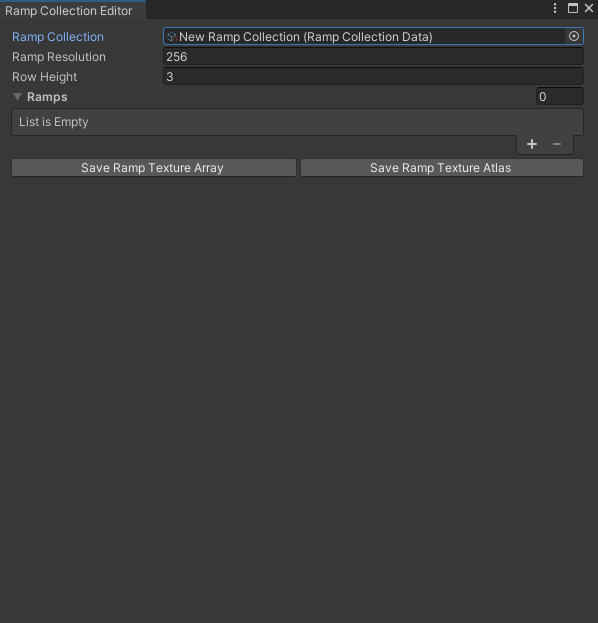 Ramp Collection Editor
Ramp Collection New Ramp Collection (Ramp Collection Data)
Ramp Resolution 256
Row Height 3
Ramps 0
List is Empty
+ −
Save Ramp Texture Array Save Ramp Texture Atlas